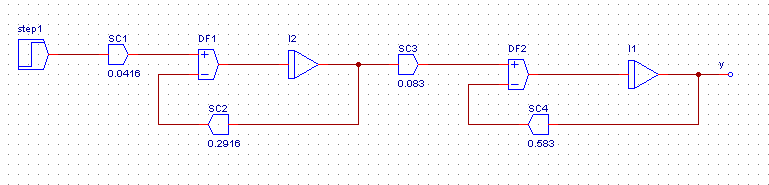 step1
SC1
DF1
I2
SC3
DF2
I1
y
+
−
+
−
0.0416
0.083
SC2
SC4
0.2916
0.583